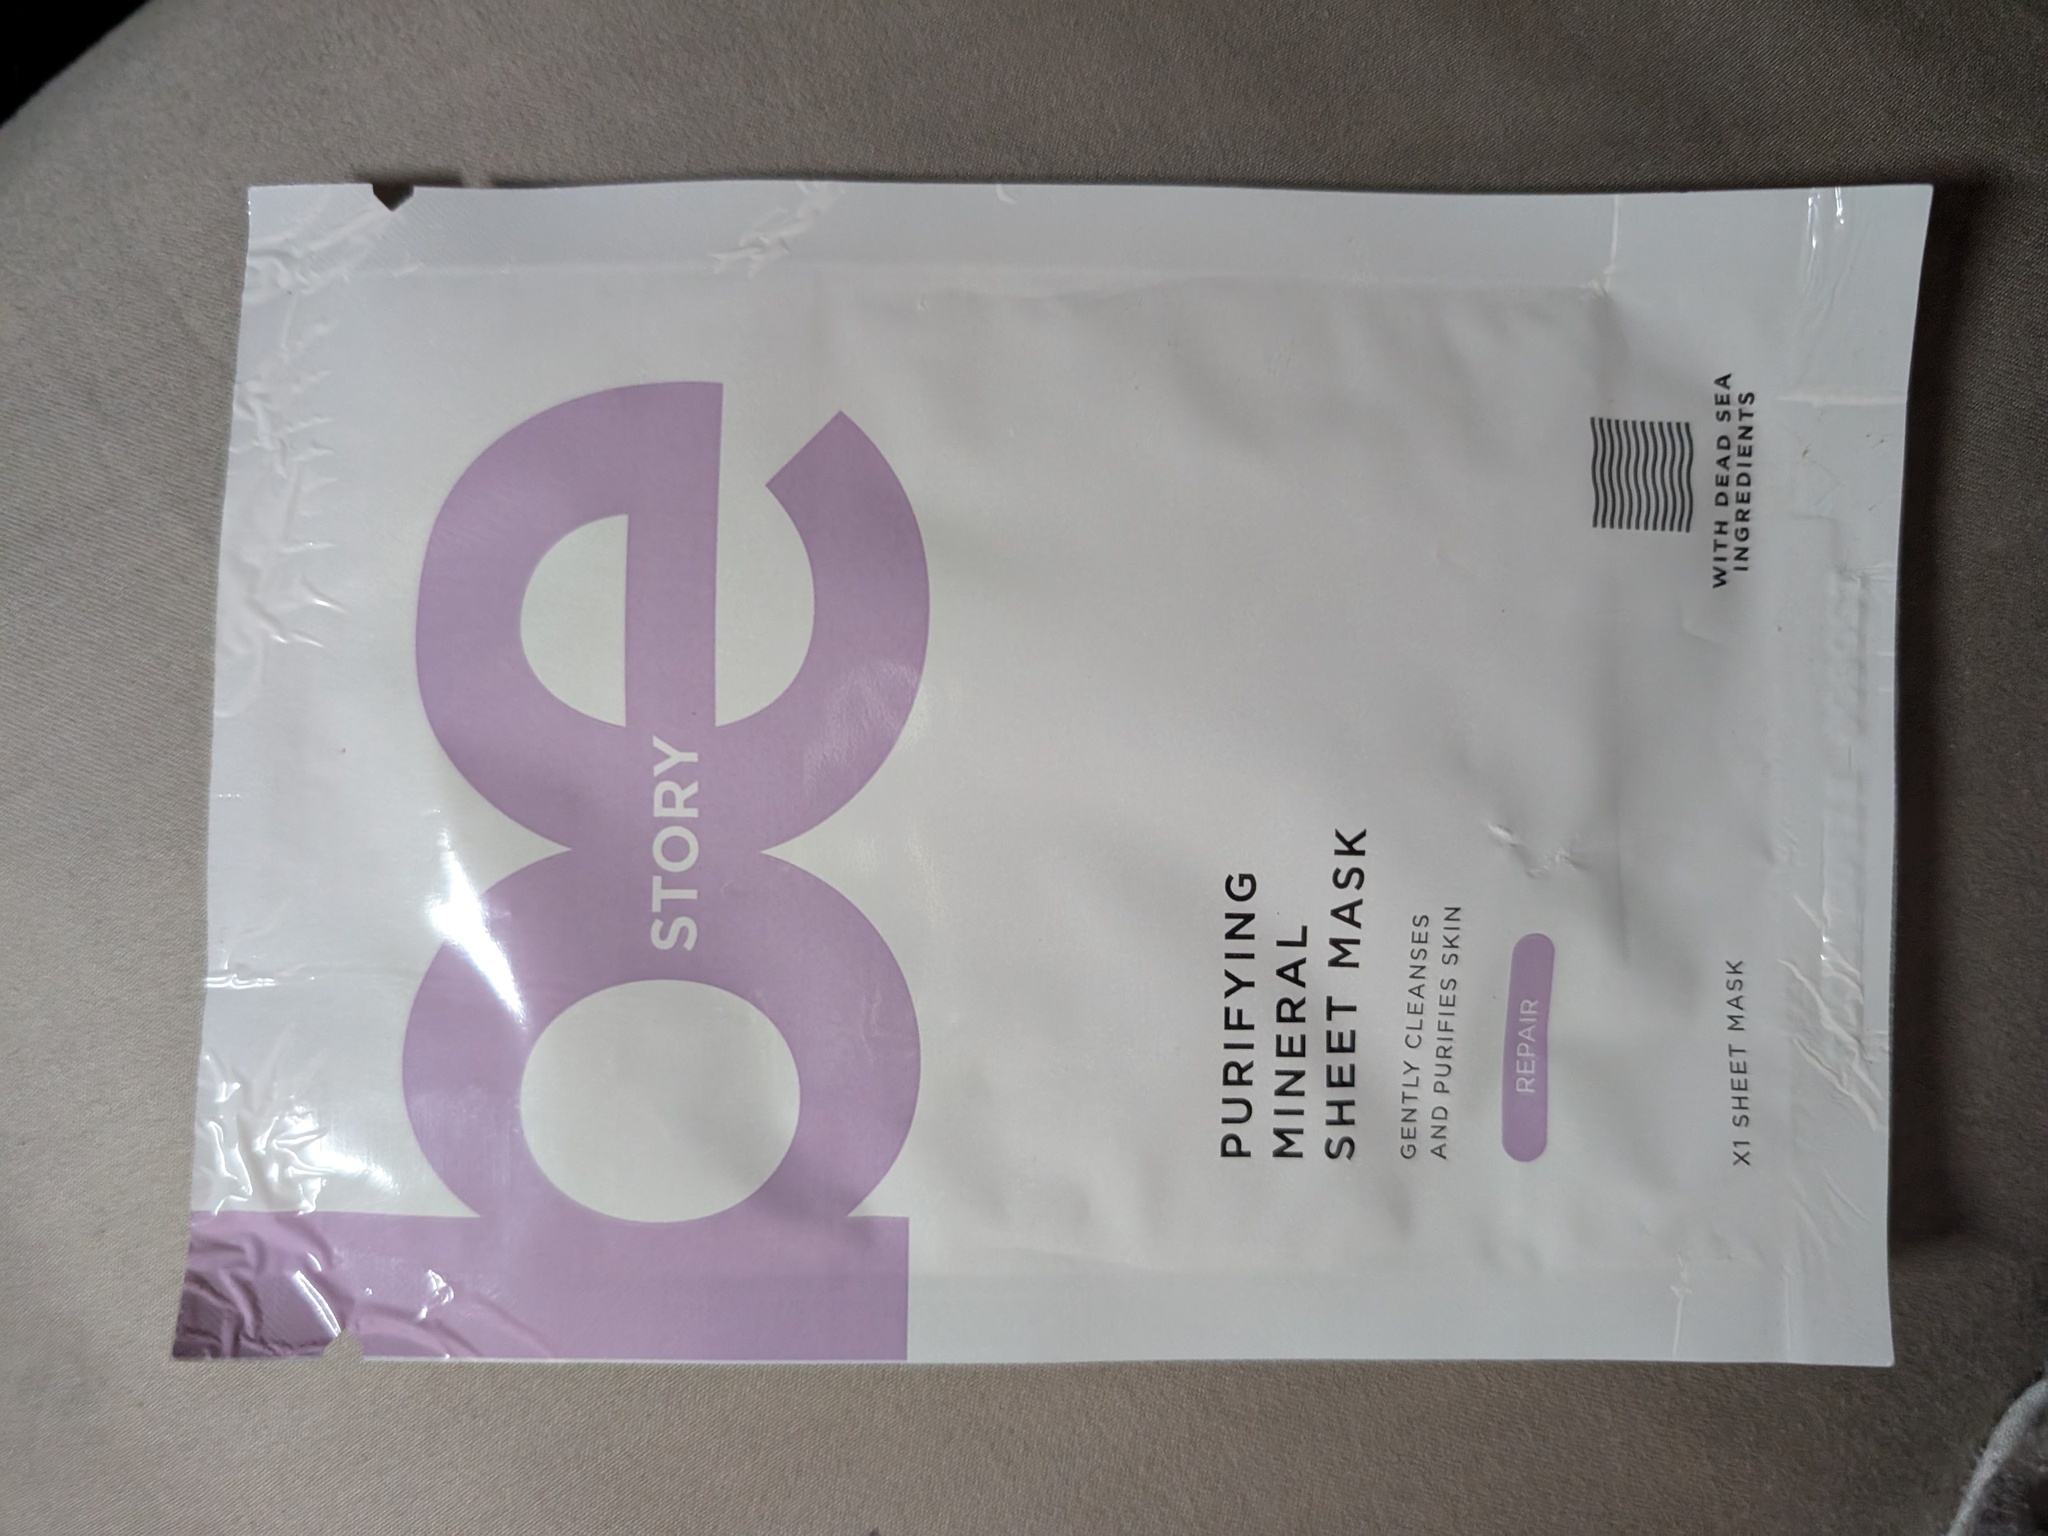 be
STORY
PURIFYING
MINERAL
SHEET MASK
GENTLY CLEANSES
AND PURIFIES SKIN
REPAIR
X1 SHEET MASK
WITH DEAD SEA
INGREDIENTS